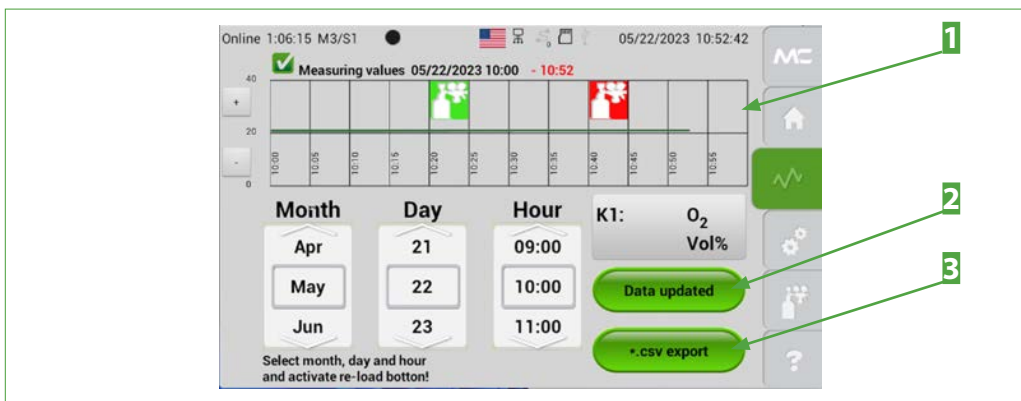 Online 1:06:15 M3/S1 05/22/2023 10:52:42
1
MC
Measuring values 05/22/2023 10:00 - 10:52
40
+
20
-
0
10:00 10:05 10:10 10:15 10:20 10:25 10:30 10:35 10:40 10:45 10:50 10:55
2
Month Day Hour K1: O2
Vol%
Apr 21 09:00
3
May 22 10:00 Data updated
Jun 23 11:00
*.csv export
?
Select month, day and hour
and activate re-load botton!